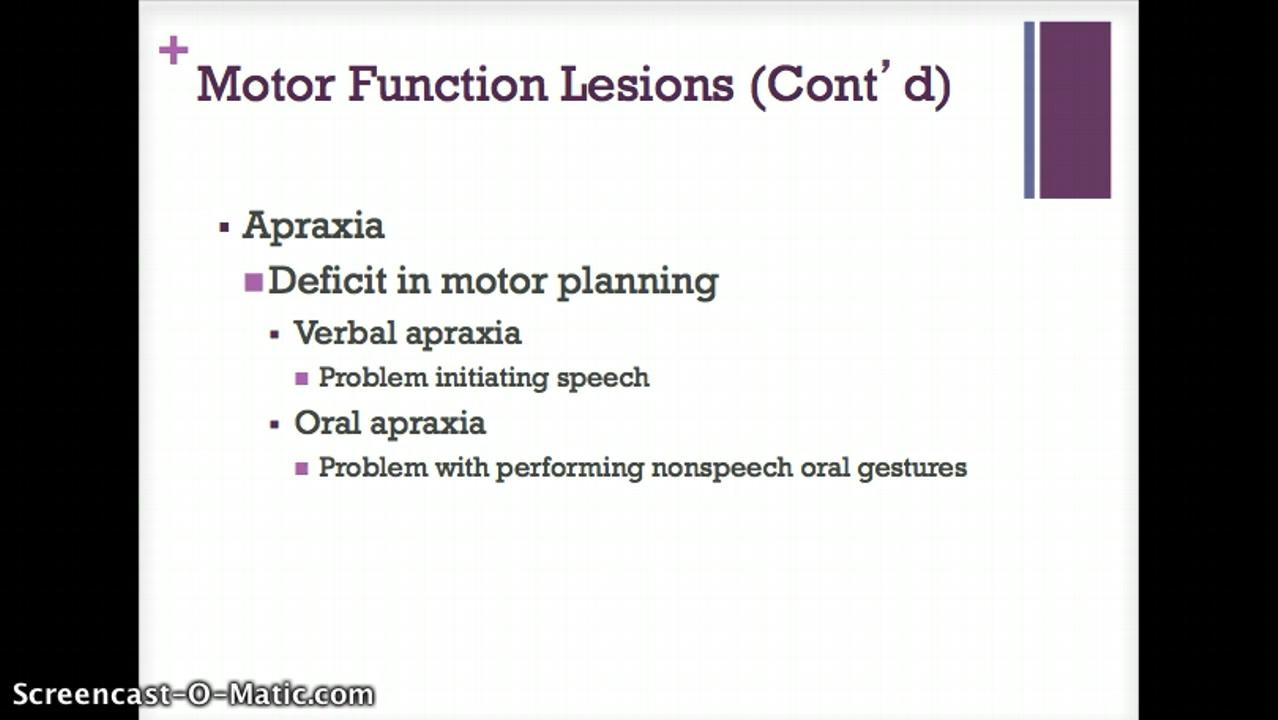 +
Motor Function Lesions (Cont’ d)
Apraxia
Deficit in motor planning
Verbal apraxia
Problem initiating speech
Oral apraxia
Problem with performing nonspeech oral gestures
Screencast-O-Matic.com